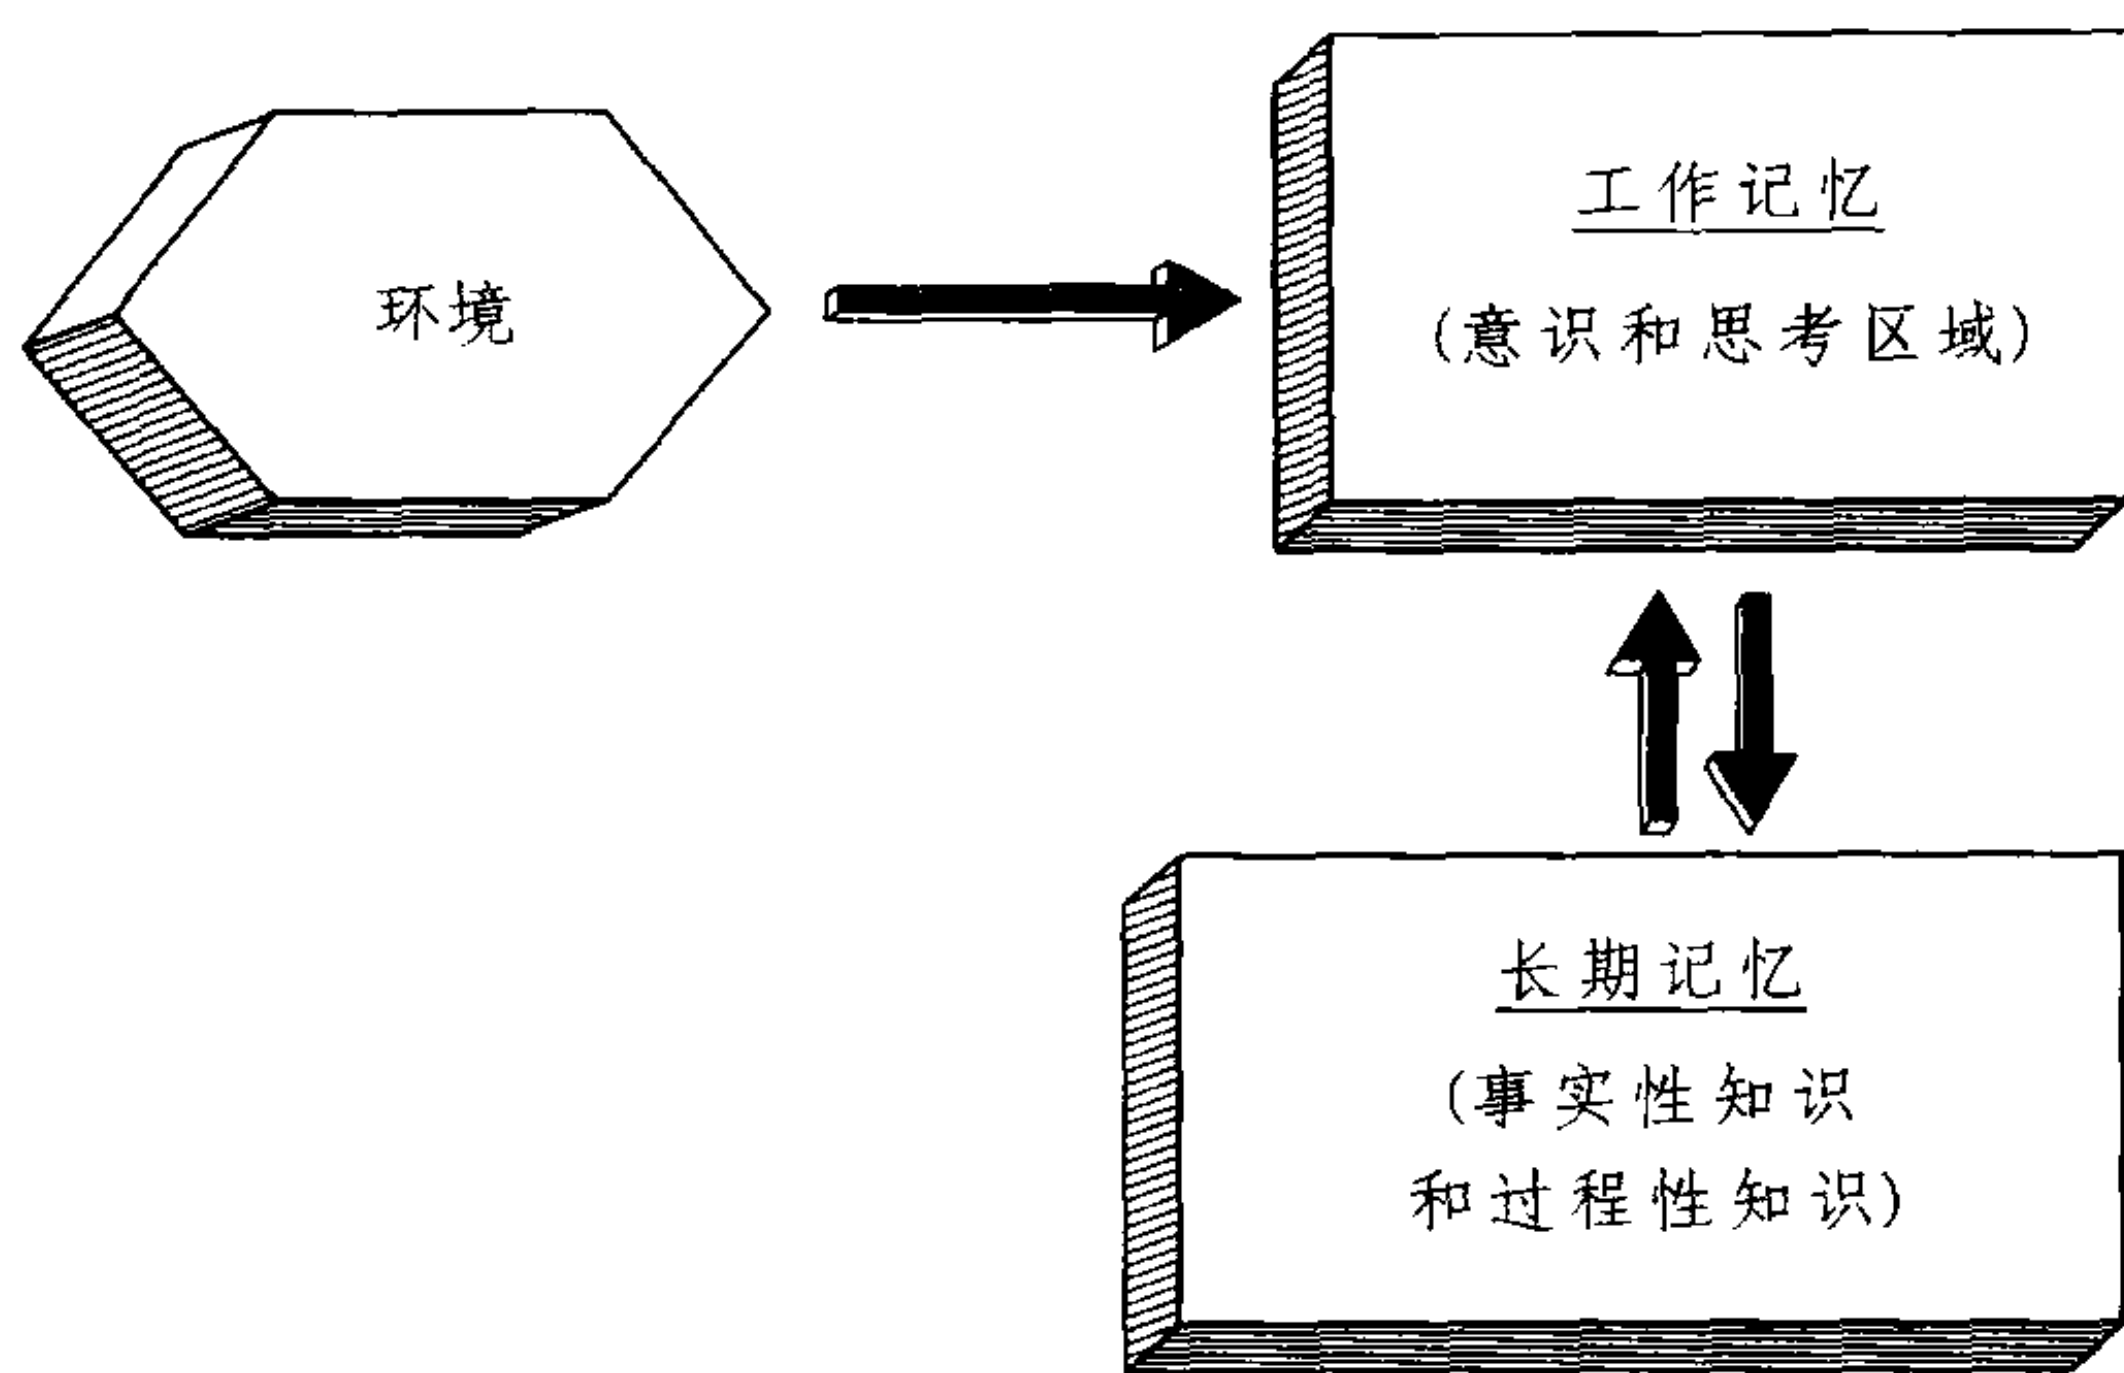 环境
工作记忆
(意识和思考区域)
长期记忆
(事实性知识
和过程性知识)